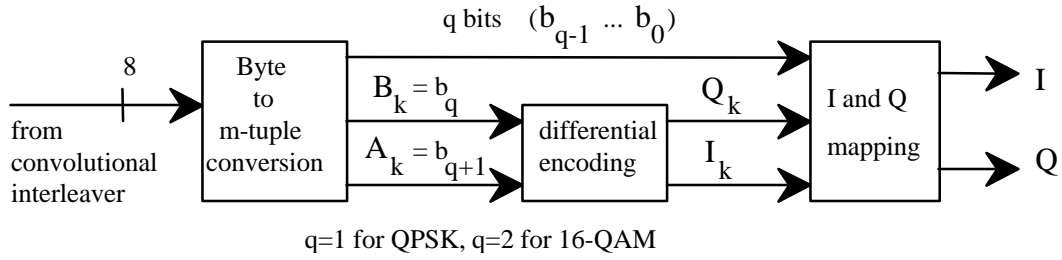 q bits (b_{q-1} ... b_0)
8
from
convolutional
interleaver
Byte
to
m-tuple
conversion
B_k = b_q
A_k = b_{q+1}
differential
encoding
Q_k
I_k
I and Q
mapping
I
Q
q=1 for QPSK, q=2 for 16-QAM